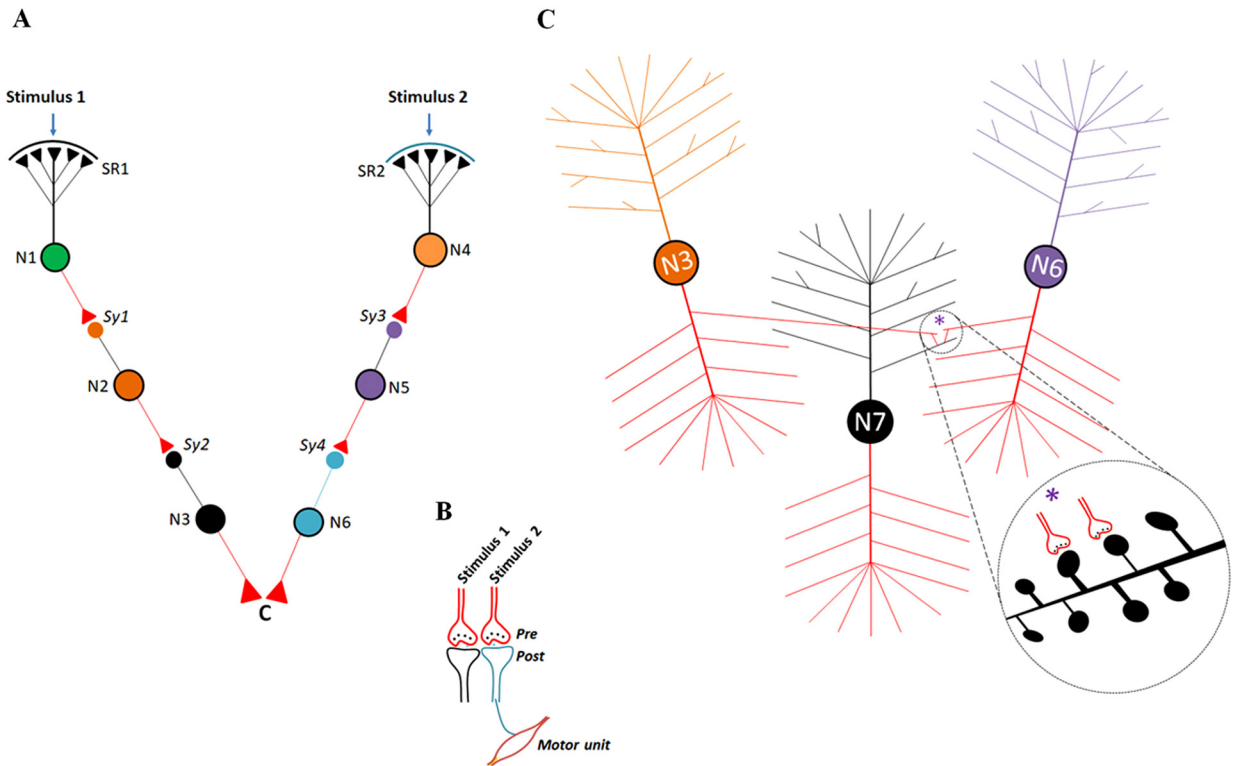 A
Stimulus 1
Stimulus 2
SR1
SR2
N1
N4
Sy1
Sy3
N2
N5
Sy2
Sy4
N3
N6
C
B
Stimulus 1
Stimulus 2
Pre
Post
Motor unit
C
N3
N6
*
N7
*